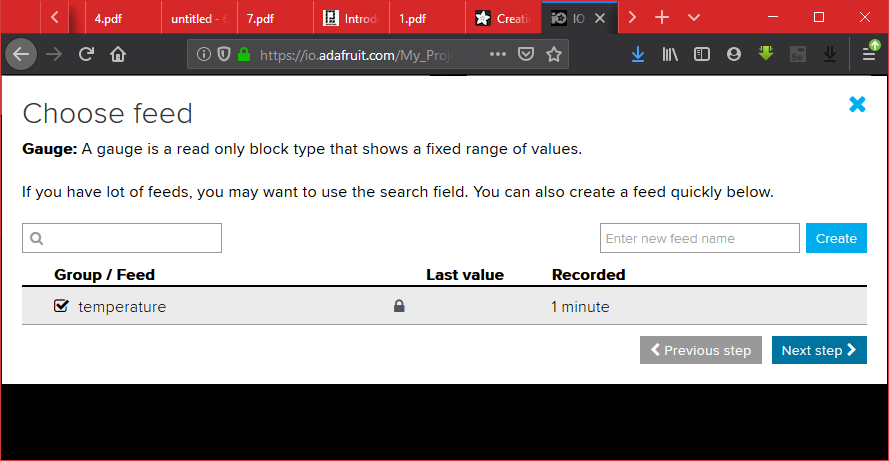 4.pdf
untitled - 6
7.pdf
Introd
1.pdf
Creati
IO
https://io.adafruit.com/My_Proj
Se
Choose feed
Gauge: A gauge is a read only block type that shows a fixed range of values.
If you have lot of feeds, you may want to use the search field. You can also create a feed quickly below.
Enter new feed name
Create
Group / Feed
Last value
Recorded
temperature
1 minute
Previous step
Next step